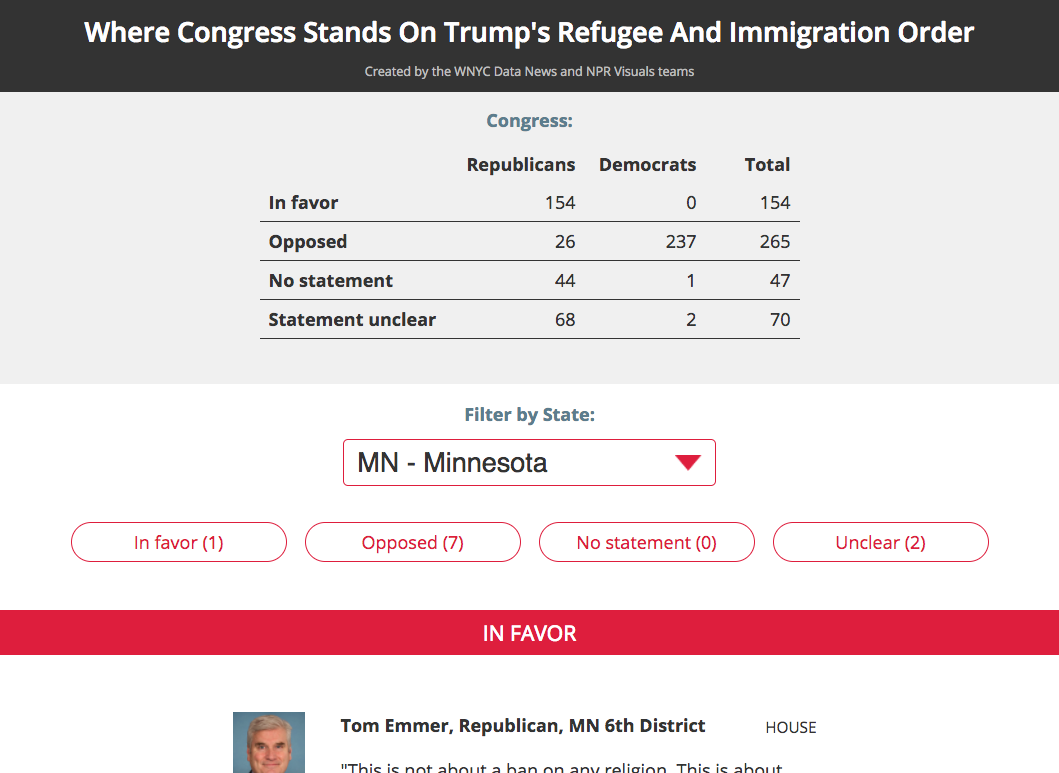 Where Congress Stands On Trump's Refugee And Immigration Order
Created by the WNYC Data News and NPR Visuals teams
Congress:
Republicans Democrats Total
In favor 154 0 154
Opposed 26 237 265
No statement 44 1 47
Statement unclear 68 2 70
Filter by State:
MN - Minnesota
In favor (1) Opposed (7) No statement (0) Unclear (2)
IN FAVOR
Tom Emmer, Republican, MN 6th District HOUSE
"This is not about a ban on any religion. This is about